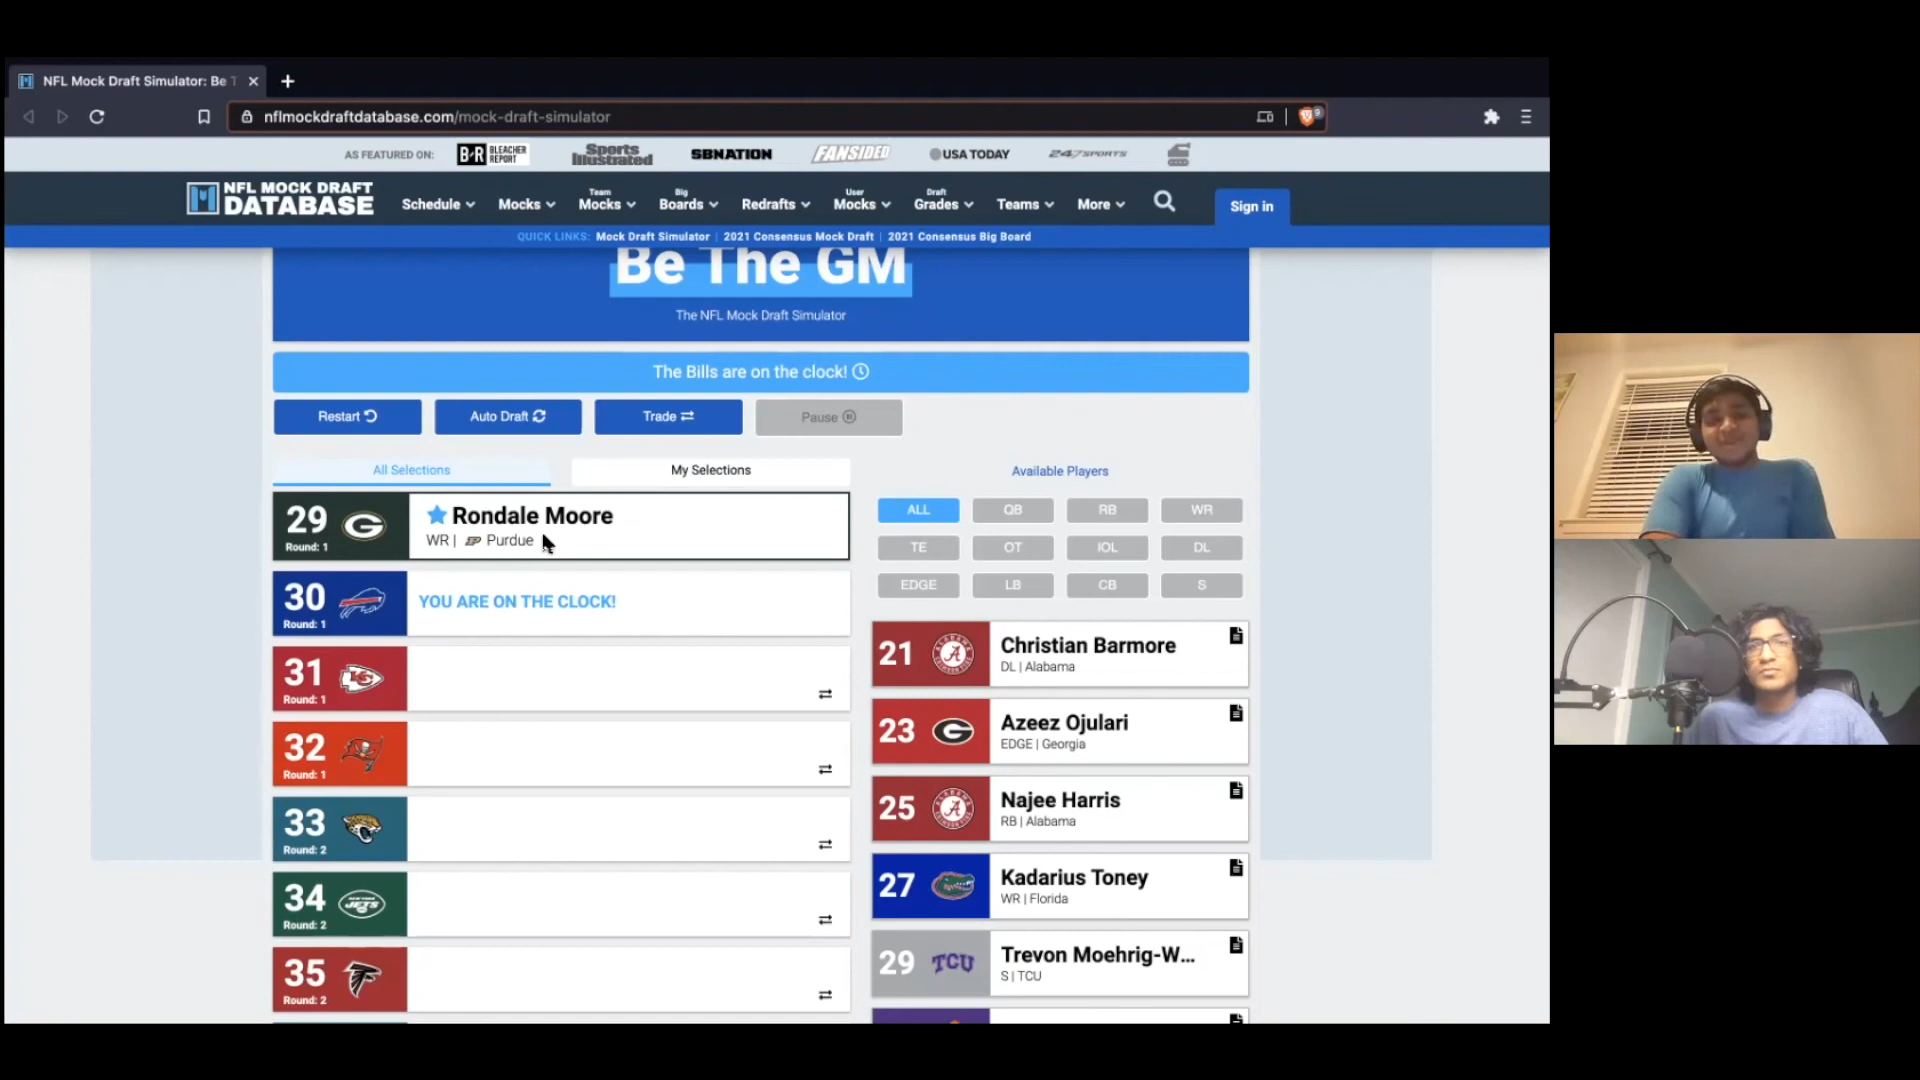 NFL Mock Draft Simulator: Be T
nflmockdraftdatabase.com/mock-draft-simulator
AS FEATURED ON:
B/R BLEACHER REPORT
Sports Illustrated
SBNATION
FANSIDED
USA TODAY
247SPORTS
NFL MOCK DRAFT DATABASE
Schedule
Mocks
Team Mocks
Big Boards
Redrafts
User Mocks
Draft Grades
Teams
More
Sign in
QUICK LINKS: Mock Draft Simulator | 2021 Consensus Mock Draft | 2021 Consensus Big Board
Be The GM
The NFL Mock Draft Simulator
The Bills are on the clock!
Restart
Auto Draft
Trade
Pause
All Selections
My Selections
29
Round: 1
G
Rondale Moore
WR | P Purdue
30
Round: 1
YOU ARE ON THE CLOCK!
31
Round: 1
KC
32
Round: 1
33
Round: 2
34
Round: 2
JETS
35
Round: 2
Available Players
ALL QB RB WR
TE OT IOL DL
EDGE LB CB S
21
A
Christian Barmore
DL | Alabama
23
G
Azeez Ojulari
EDGE | Georgia
25
A
Najee Harris
RB | Alabama
27
Kadarius Toney
WR | Florida
29
TCU
Trevon Moehrig-W...
S | TCU